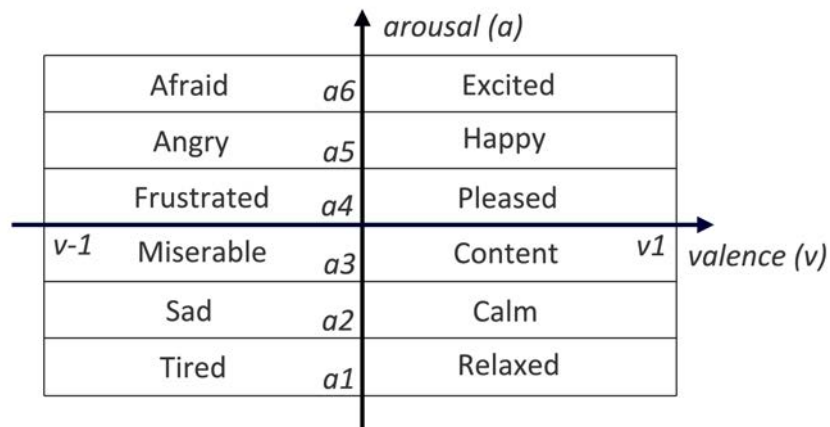 arousal (a)
Afraid a6 Excited
Angry a5 Happy
Frustrated a4 Pleased
v-1 Miserable a3 Content v1 valence (v)
Sad a2 Calm
Tired a1 Relaxed